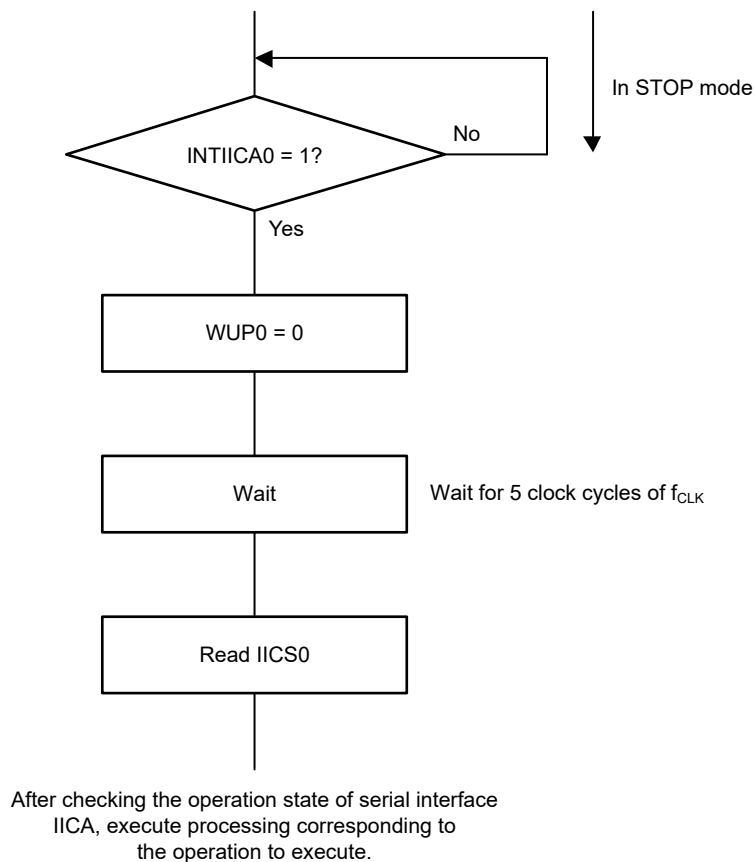 In STOP mode
No
INTIICA0 = 1?
Yes
WUP0 = 0
Wait
Wait for 5 clock cycles of fCLK
Read IICS0
After checking the operation state of serial interface
IICA, execute processing corresponding to
the operation to execute.